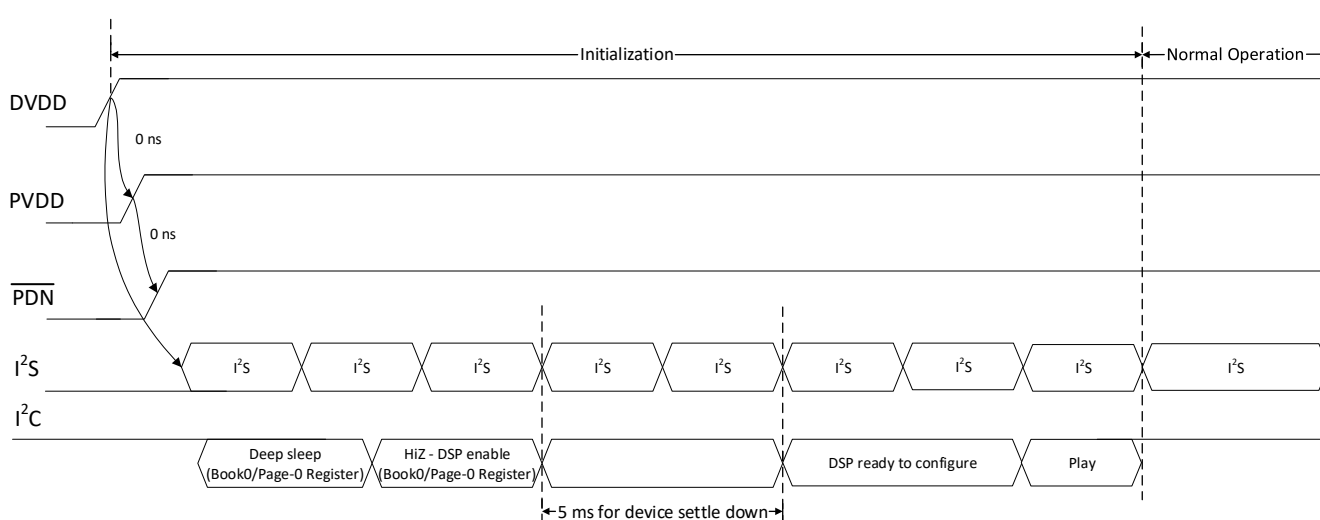 Initialization
Normal Operation
DVDD
0 ns
PVDD
0 ns
PDN
I²S
I²S
I²S
I²S
I²S
I²S
I²S
I²S
I²S
I²S
I²C
Deep sleep
(Book0/Page-0 Register)
HiZ - DSP enable
(Book0/Page-0 Register)
DSP ready to configure
Play
5 ms for device settle down